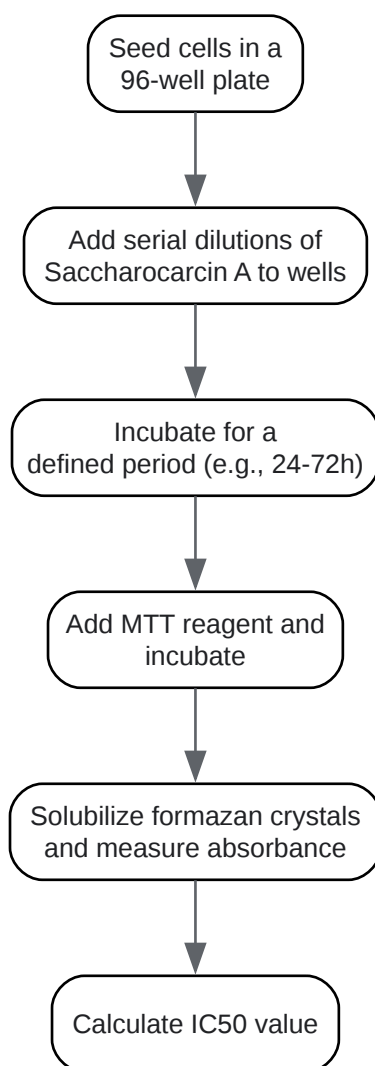 Seed cells in a
96-well plate
Add serial dilutions of
Saccharocarcin A to wells
Incubate for a
defined period (e.g., 24-72h)
Add MTT reagent and
incubate
Solubilize formazan crystals
and measure absorbance
Calculate IC50 value